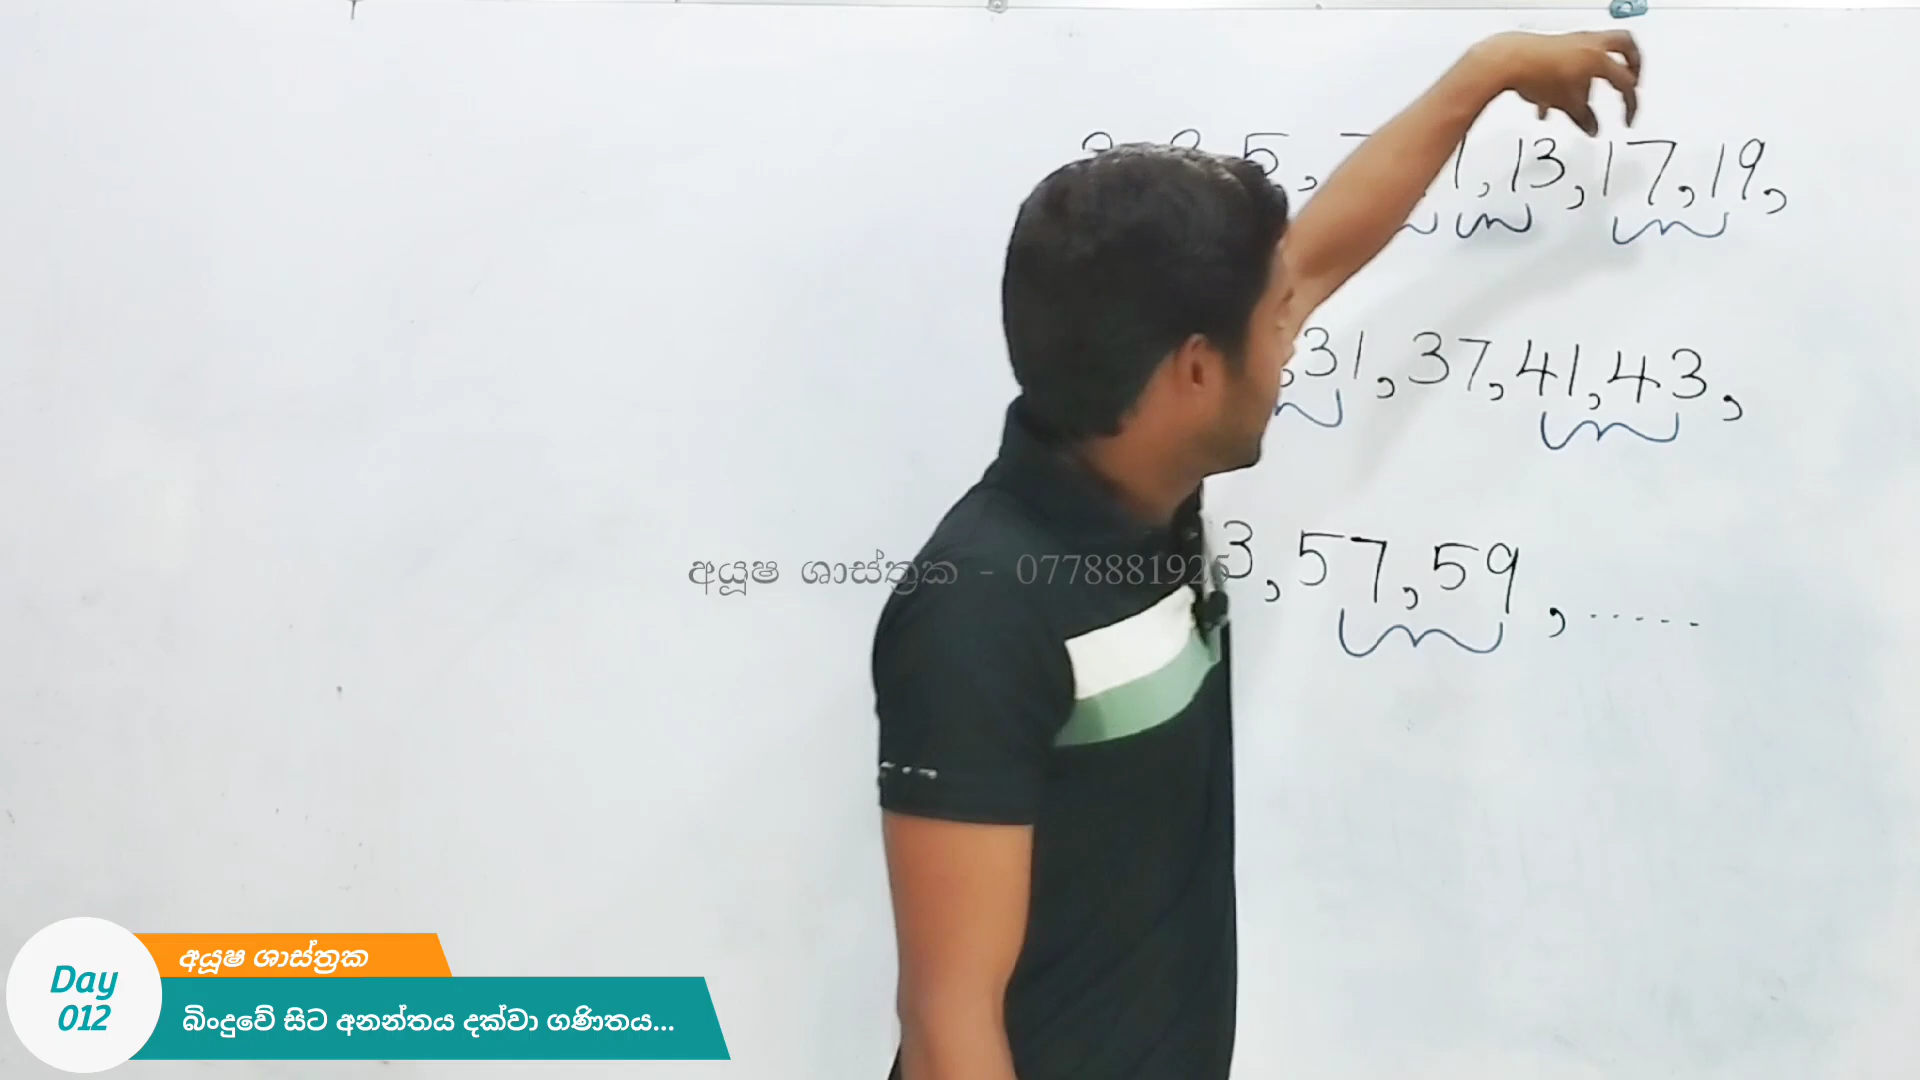 5, 13, 17, 19,
31, 37, 41, 43,
3, 57, 59, .....
අයූෂ ශාස්ත්‍රක - 0778881925
Day
012
අයූෂ ශාස්ත්‍රක
බිංදුවේ සිට අනන්තය දක්වා ගණිතය...